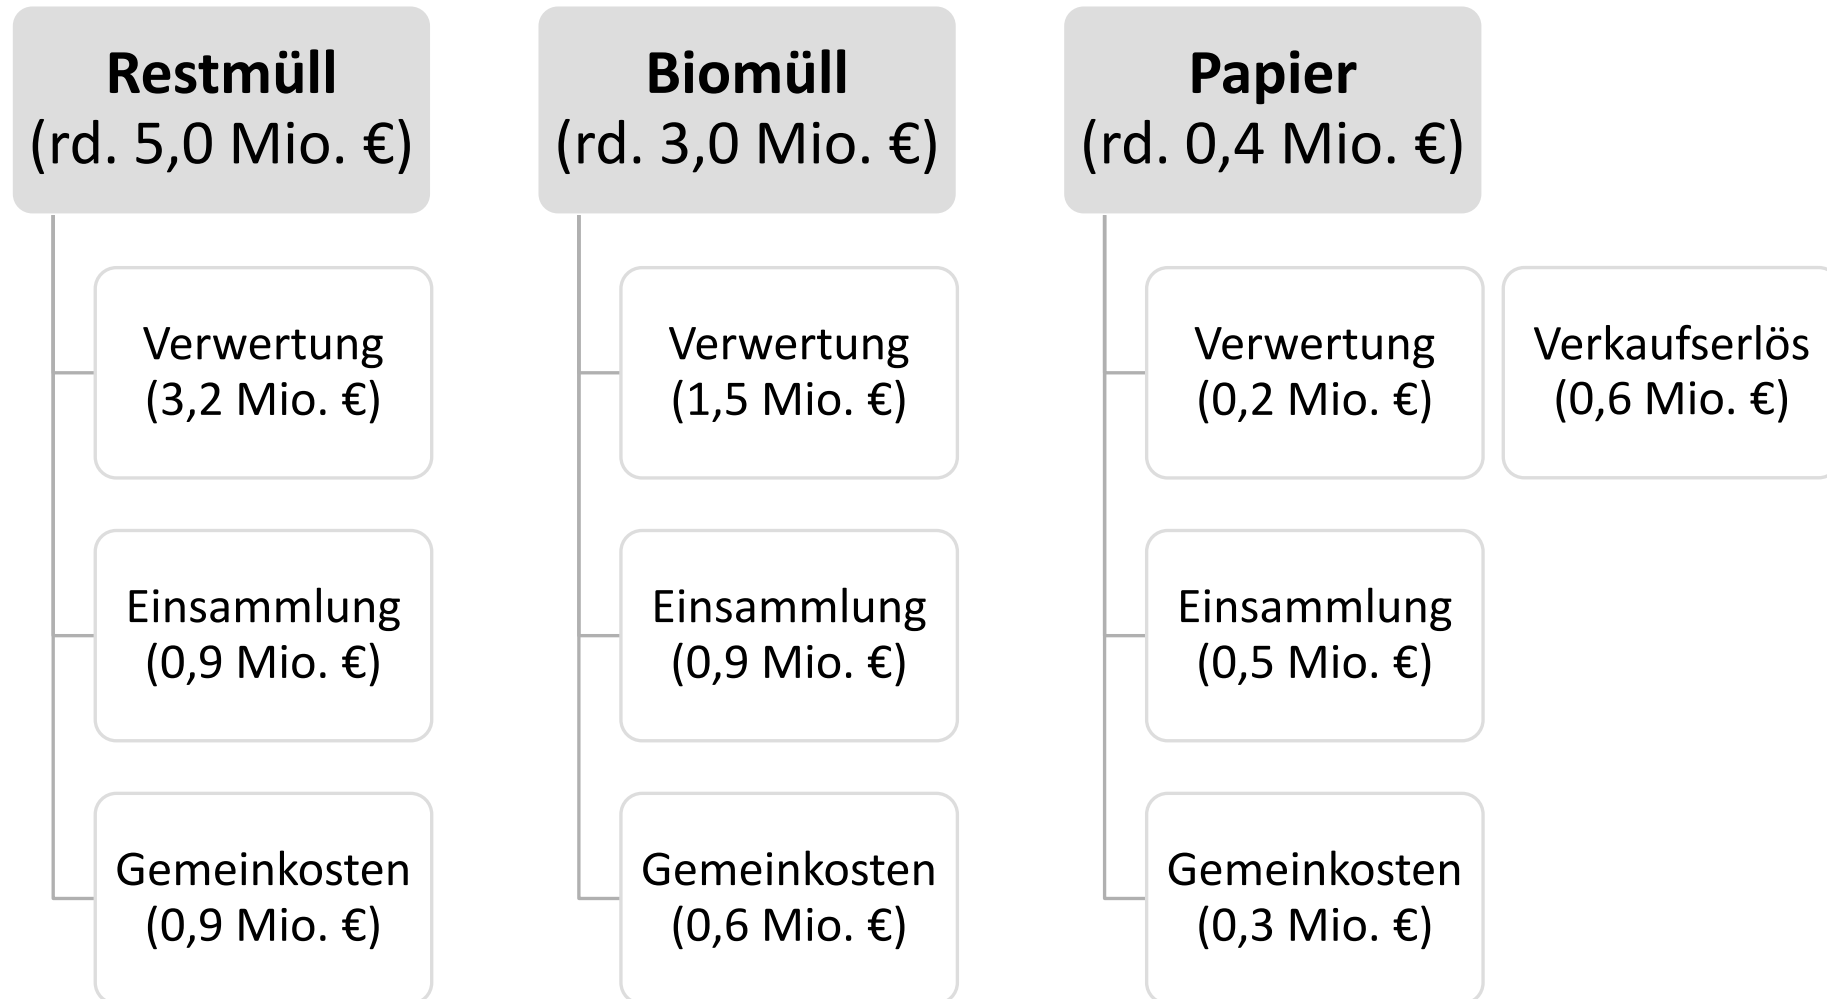 Restmüll
(rd. 5,0 Mio. €)
Verwertung
(3,2 Mio. €)
Einsammlung
(0,9 Mio. €)
Gemeinkosten
(0,9 Mio. €)
Biomüll
(rd. 3,0 Mio. €)
Verwertung
(1,5 Mio. €)
Einsammlung
(0,9 Mio. €)
Gemeinkosten
(0,6 Mio. €)
Papier
(rd. 0,4 Mio. €)
Verwertung
(0,2 Mio. €)
Verkaufserlös
(0,6 Mio. €)
Einsammlung
(0,5 Mio. €)
Gemeinkosten
(0,3 Mio. €)